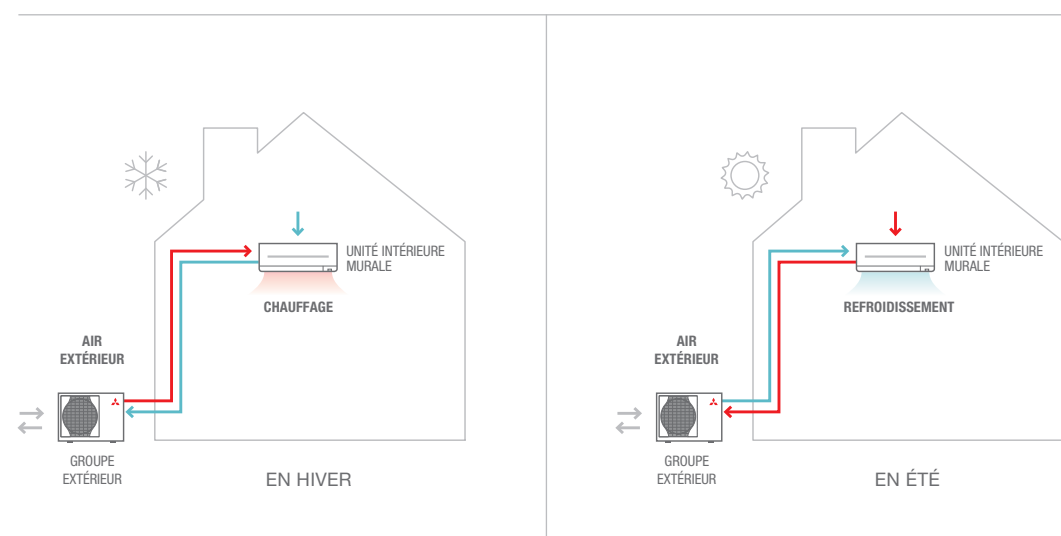 UNITÉ INTÉRIEURE
MURALE
CHAUFFAGE
AIR
EXTÉRIEUR
GROUPE
EXTÉRIEUR
EN HIVER
UNITÉ INTÉRIEURE
MURALE
REFROIDISSEMENT
AIR
EXTÉRIEUR
GROUPE
EXTÉRIEUR
EN ÉTÉ